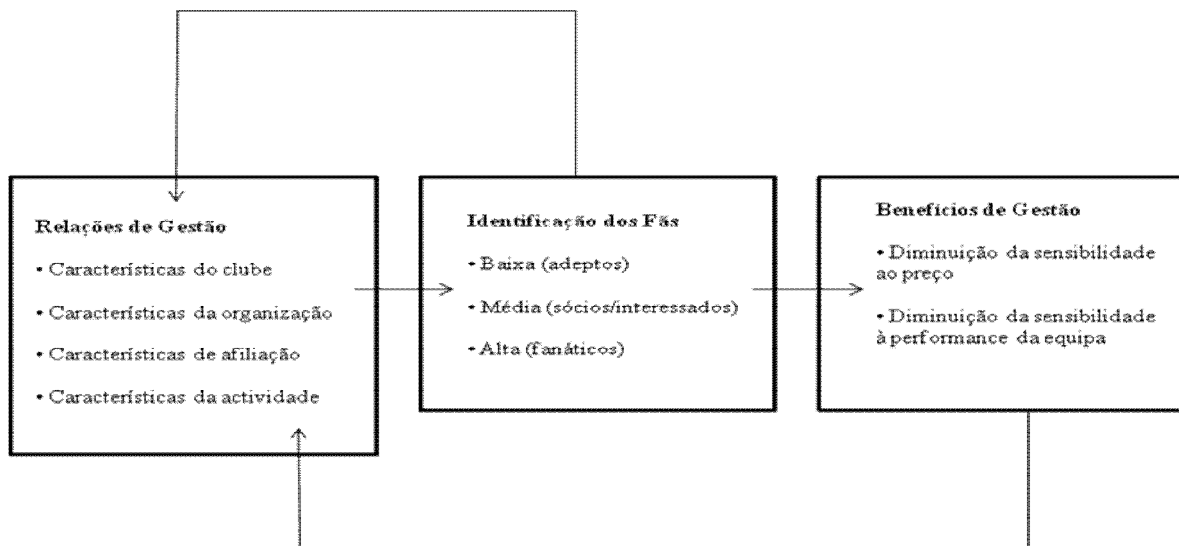 Relações de Gestão
• Características do clube
• Características da organização
• Características de afiliação
• Características da actividade
Identificação dos Fãs
• Baixa (adeptos)
• Média (sócios/interessados)
• Alta (fanáticos)
Benefícios de Gestão
• Diminuição da sensibilidade
ao preço
• Diminuição da sensibilidade
à performance da equipa